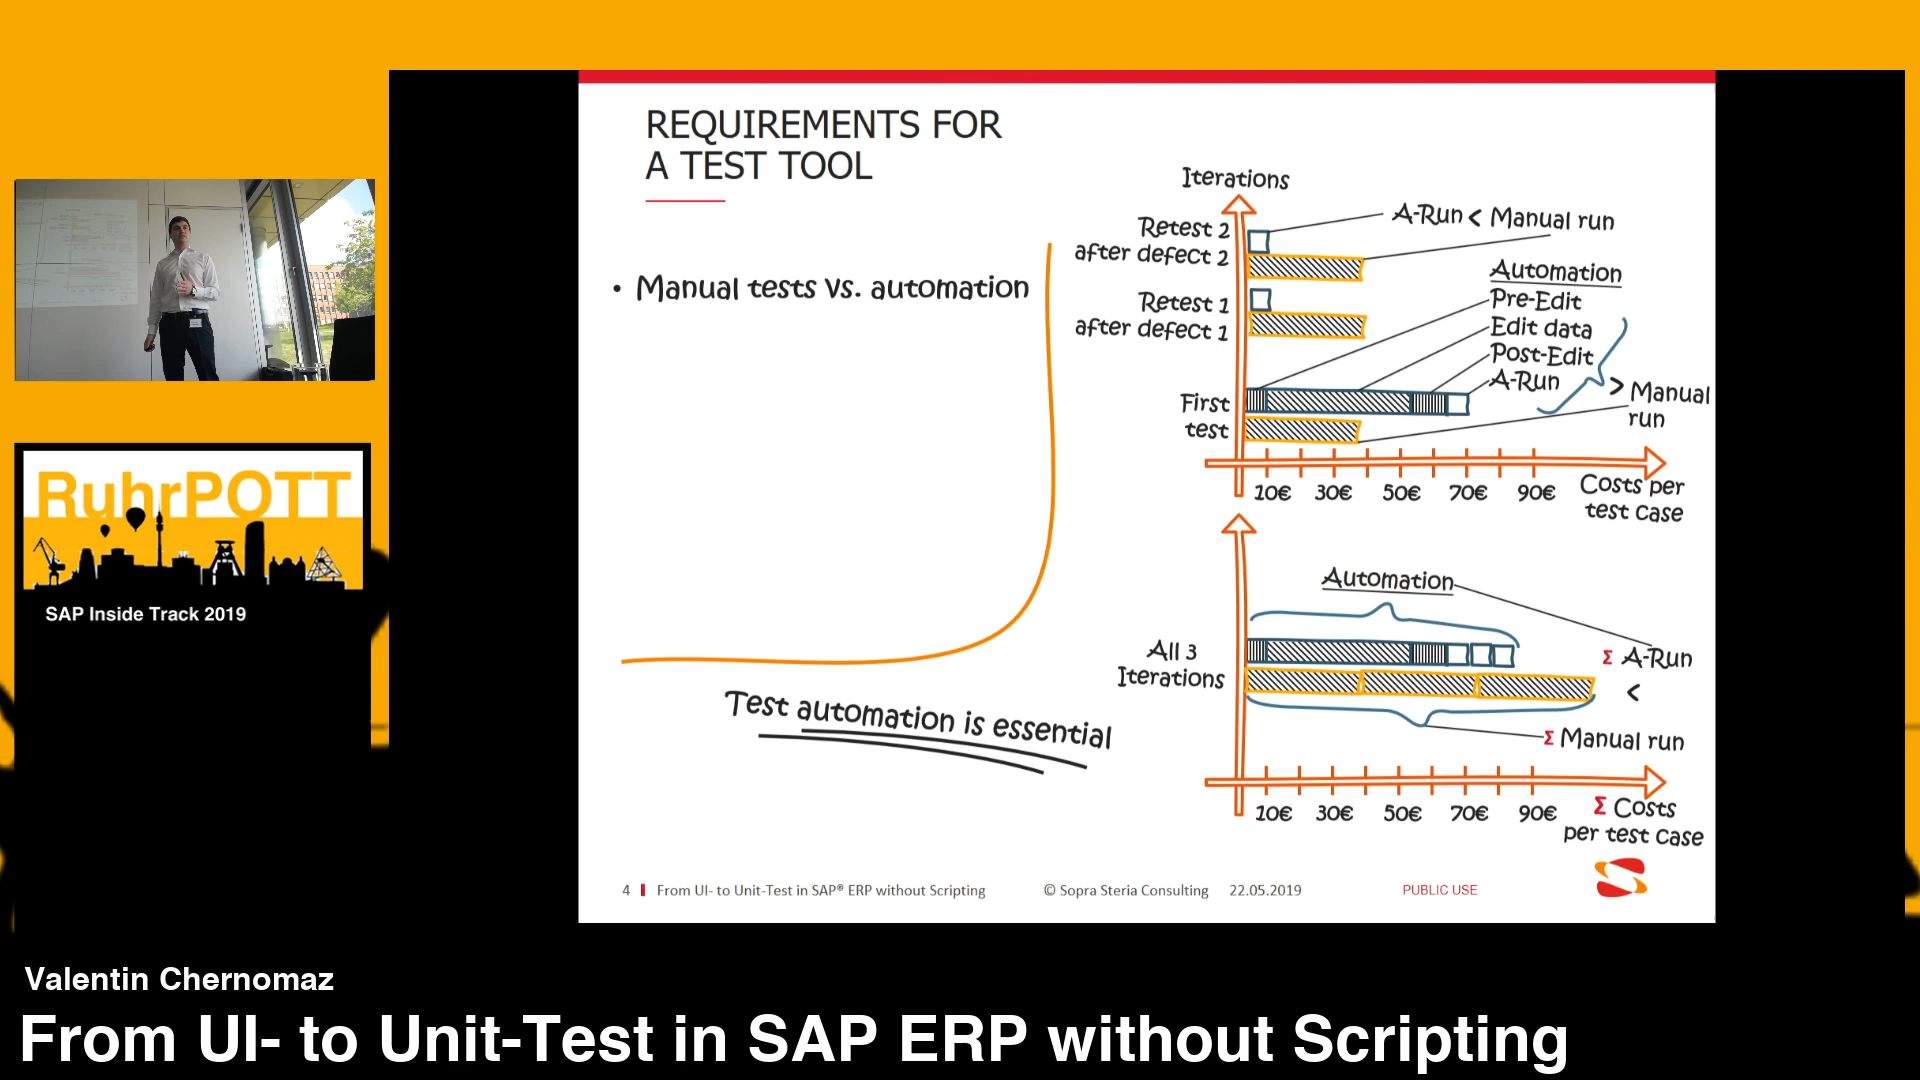 REQUIREMENTS FOR
A TEST TOOL
• Manual tests vs. automation
Test automation is essential
Iterations
Retest 2
after defect 2
A-Run < Manual run
Retest 1
after defect 1
Automation
Pre-Edit
Edit data
Post-Edit
A-Run
> Manual
run
First
test
10€ 30€ 50€ 70€ 90€
Costs per
test case
Automation
All 3
Iterations
Σ A-Run
<
Σ Manual run
10€ 30€ 50€ 70€ 90€
Σ Costs
per test case
4 From UI- to Unit-Test in SAP® ERP without Scripting © Sopra Steria Consulting 22.05.2019 PUBLIC USE
RuhrPOTT
SAP Inside Track 2019
Valentin Chernomaz
From UI- to Unit-Test in SAP ERP without Scripting